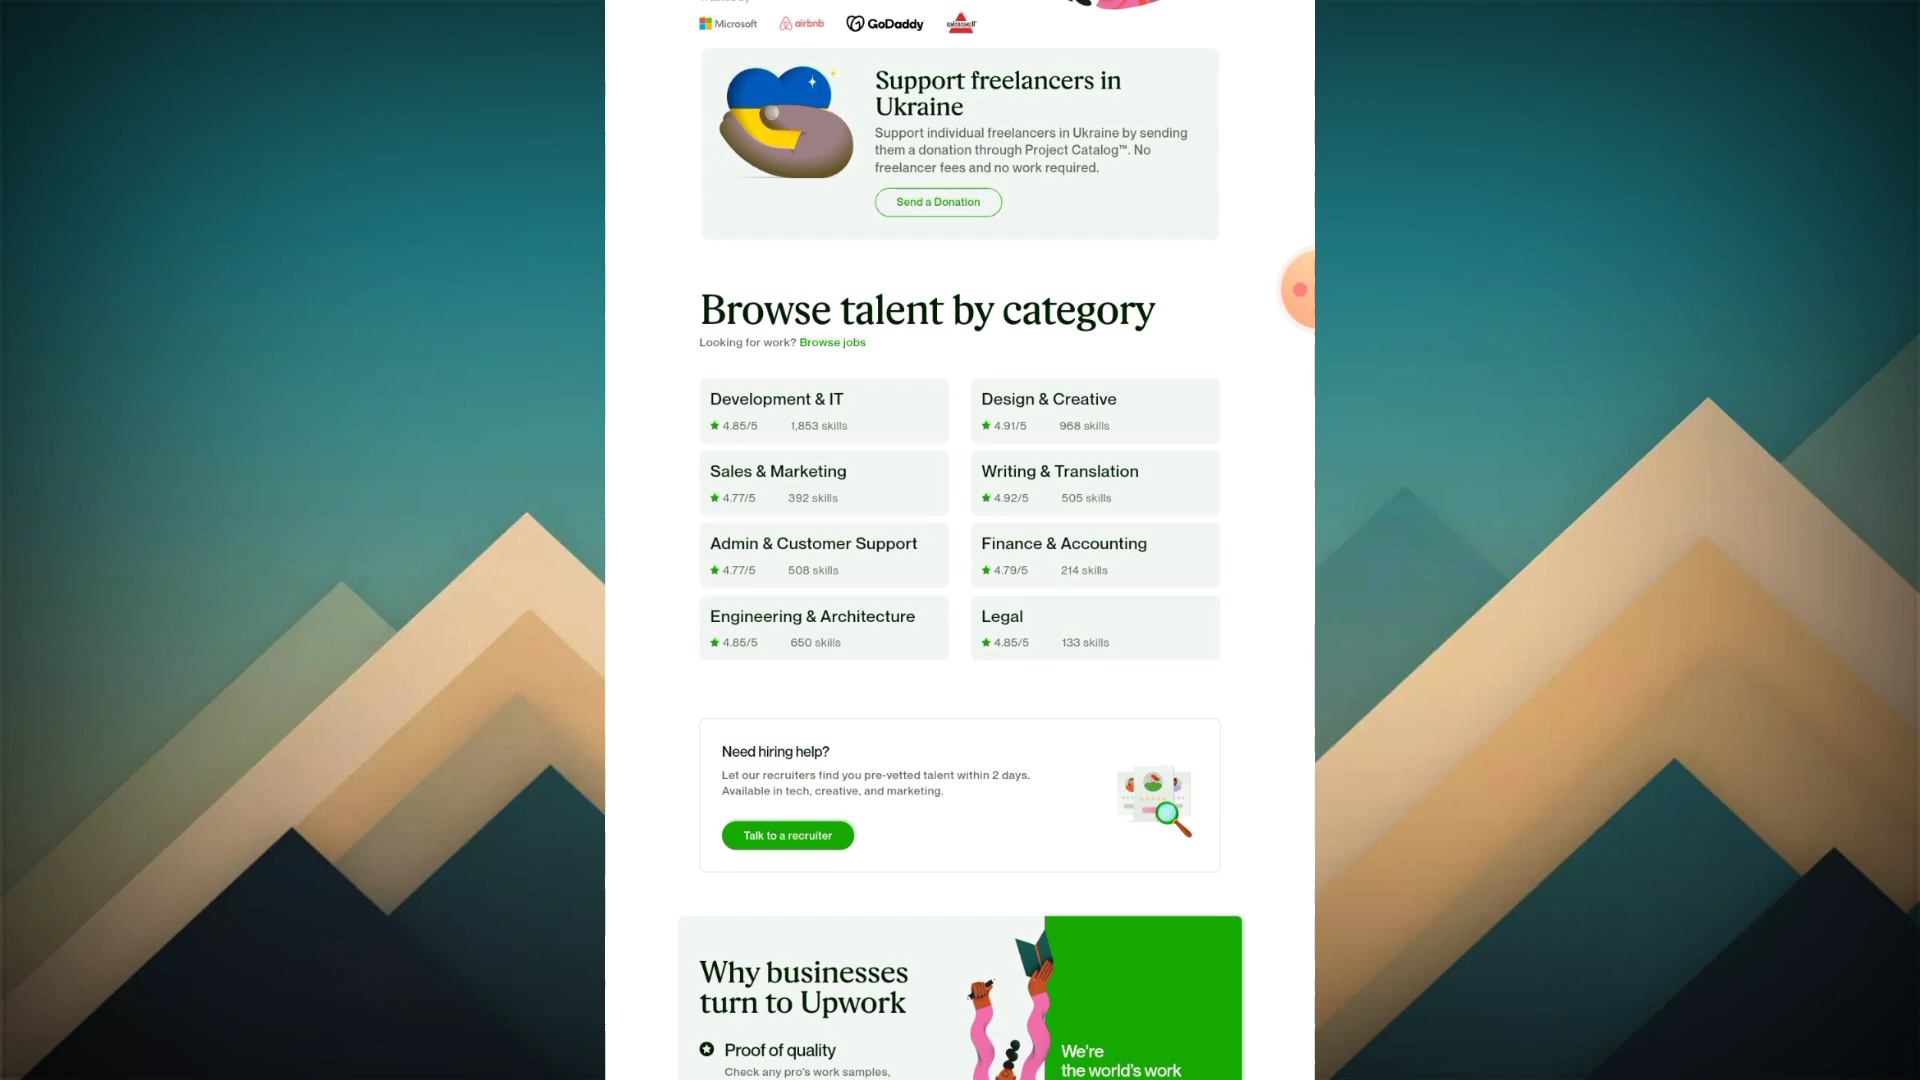 Microsoft airbnb GoDaddy BISSELL
Support freelancers in
Ukraine
Support individual freelancers in Ukraine by sending
them a donation through Project Catalog™. No
freelancer fees and no work required.
Send a Donation
Browse talent by category
Looking for work? Browse jobs
Development & IT
4.85/5 1,853 skills
Design & Creative
4.91/5 968 skills
Sales & Marketing
4.77/5 392 skills
Writing & Translation
4.92/5 505 skills
Admin & Customer Support
4.77/5 508 skills
Finance & Accounting
4.79/5 214 skills
Engineering & Architecture
4.85/5 650 skills
Legal
4.85/5 133 skills
Need hiring help?
Let our recruiters find you pre-vetted talent within 2 days.
Available in tech, creative, and marketing.
Talk to a recruiter
Why businesses
turn to Upwork
Proof of quality
Check any pro's work samples,
We're
the world's work